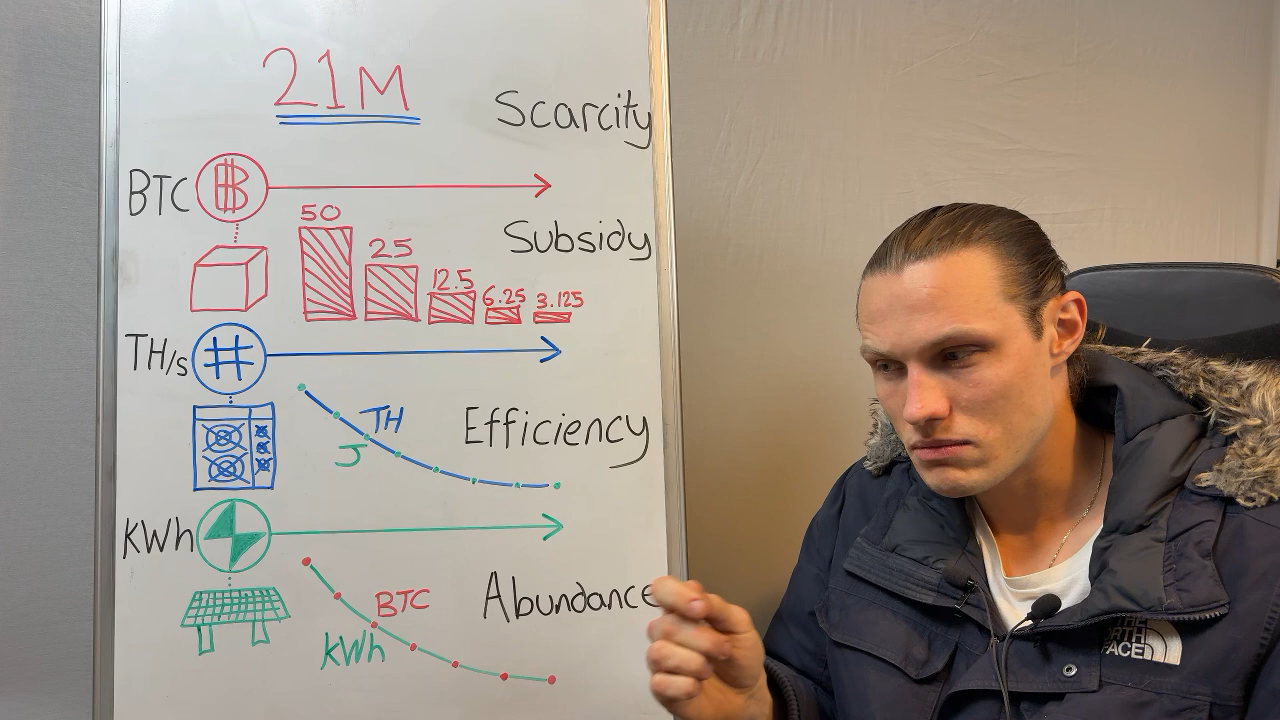 21M
Scarcity
BTC
₿
50
25
12.5
6.25
3.125
Subsidy
TH/s
#
TH
J
Efficiency
KWh
BTC
KWh
Abundance
THE
NORTH
FACE